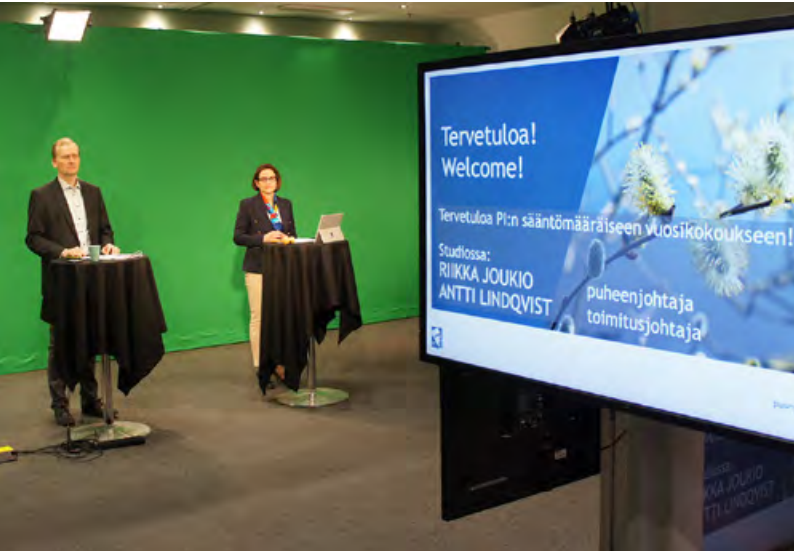 Tervetuloa!
Welcome!
Tervetuloa PI:n sääntömääräiseen vuosikokoukseen!
Studiossa:
RIIKKA JOUKIO puheenjohtaja
ANTTI LINDQVIST toimitusjohtaja